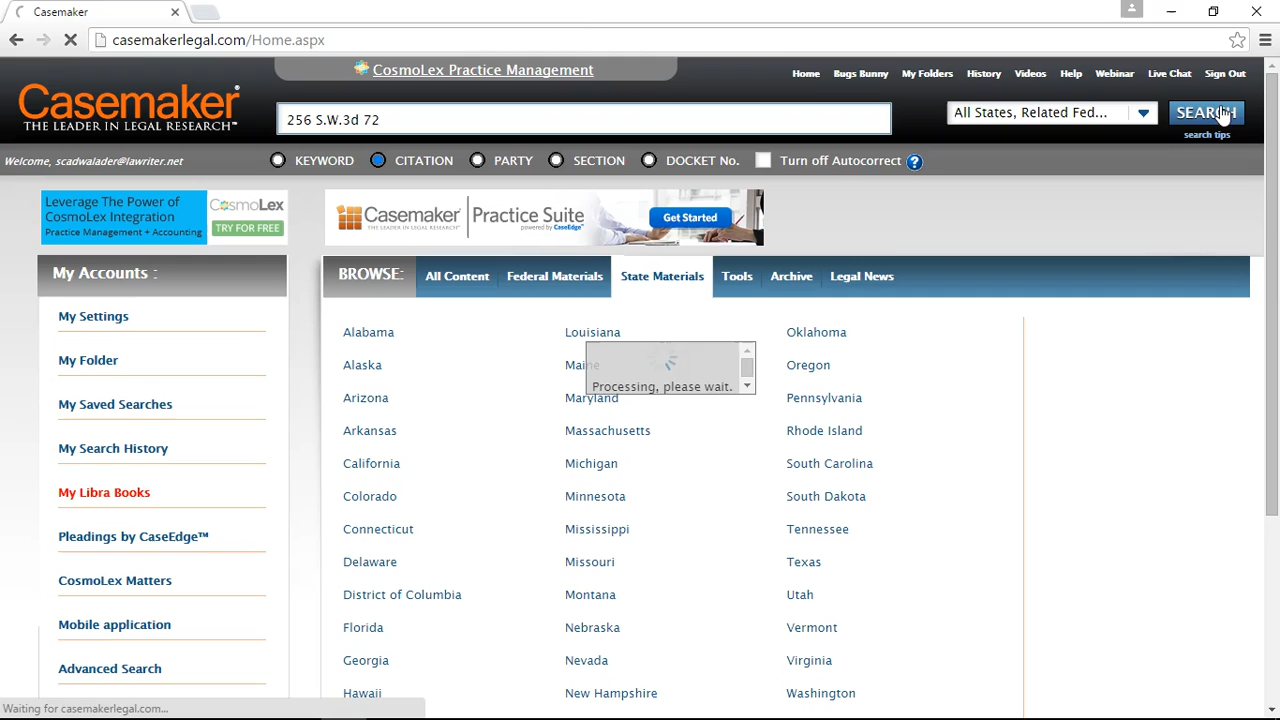 Casemaker
casemakerlegal.com/Home.aspx
CosmoLex Practice Management
Home Bugs Bunny My Folders History Videos Help Webinar Live Chat Sign Out
Casemaker
THE LEADER IN LEGAL RESEARCH™
256 S.W.3d 72
All States, Related Fed...
SEARCH
search tips
Welcome, scadwalader@lawriter.net
KEYWORD CITATION PARTY SECTION DOCKET No. Turn off Autocorrect ?
Leverage The Power of
CosmoLex Integration
Practice Management + Accounting
CosmoLex
TRY FOR FREE
Casemaker
THE LEADER IN LEGAL RESEARCH™
Practice Suite
powered by CaseEdge™
Get Started
My Accounts :
My Settings
My Folder
My Saved Searches
My Search History
My Libra Books
Pleadings by CaseEdge™
CosmoLex Matters
Mobile application
Advanced Search
BROWSE: All Content Federal Materials State Materials Tools Archive Legal News
Alabama Louisiana Oklahoma
Alaska Maine Oregon
Processing, please wait.
Arizona Maryland Pennsylvania
Arkansas Massachusetts Rhode Island
California Michigan South Carolina
Colorado Minnesota South Dakota
Connecticut Mississippi Tennessee
Delaware Missouri Texas
District of Columbia Montana Utah
Florida Nebraska Vermont
Georgia Nevada Virginia
Hawaii New Hampshire Washington
Waiting for casemakerlegal.com...